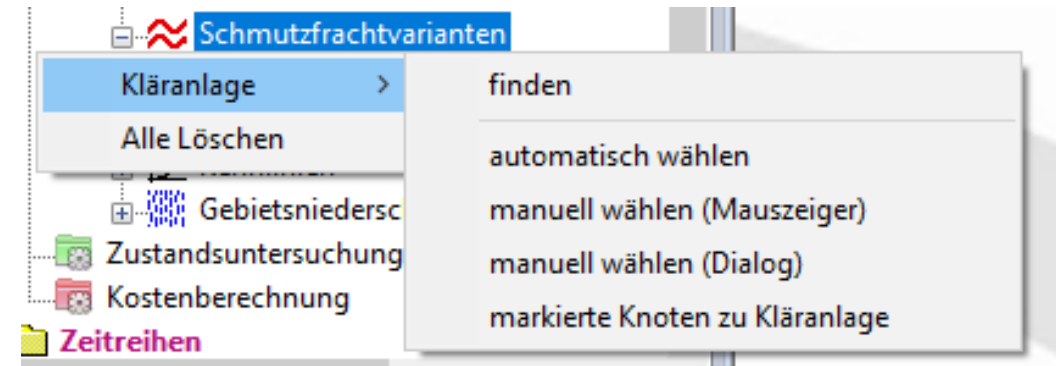 Schmutzfrachtvarianten
Kläranlage
finden
Alle Löschen
automatisch wählen
manuell wählen (Mauszeiger)
Gebietsniedersc
Zustandsuntersuchung
manuell wählen (Dialog)
Kostenberechnung
markierte Knoten zu Kläranlage
Zeitreihen